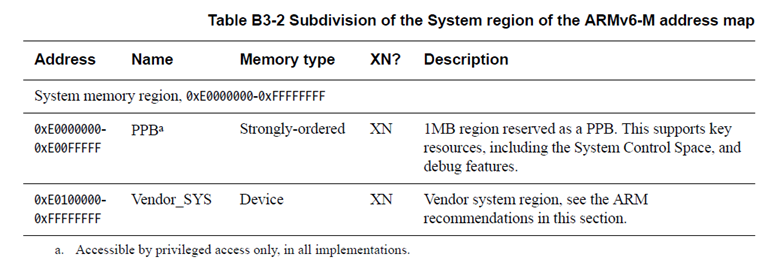 Table B3-2 Subdivision of the System region of the ARMv6-M address map
Address Name Memory type XN? Description
System memory region, 0xE0000000-0xFFFFFFFF
0xE0000000- PPBa Strongly-ordered XN 1MB region reserved as a PPB. This supports key
0xE00FFFFF resources, including the System Control Space, and
debug features.
0xE0100000- Vendor_SYS Device XN Vendor system region, see the ARM
0xFFFFFFFF recommendations in this section.
a. Accessible by privileged access only, in all implementations.